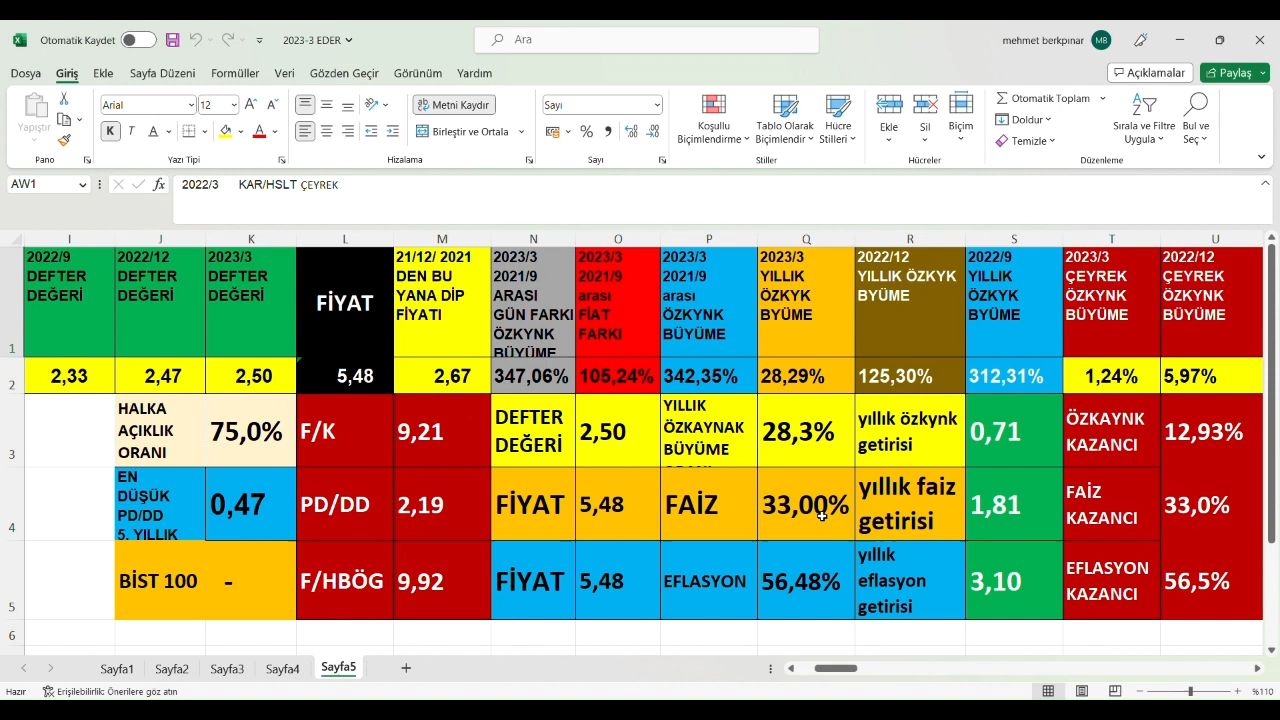 Otomatik Kaydet
2023-3 EDER
Ara
mehmet berkpınar
MB
Dosya Giriş Ekle Sayfa Düzeni Formüller Veri Gözden Geçir Görünüm Yardım
Açıklamalar
Paylaş
Yapıştır
Pano
Arial
12
K T A
Yazı Tipi
Metni Kaydır
Birleştir ve Ortala
Hizalama
Sayı
Sayı
Koşullu Biçimlendirme
Tablo Olarak Biçimlendir
Hücre Stilleri
Stiller
Ekle
Sil
Biçim
Hücreler
Otomatik Toplam
Doldur
Temizle
Sırala ve Filtre Uygula
Bul ve Seç
Düzenleme
AW1
fx
2022/3 KAR/HSLT ÇEYREK
I J K L M N O P Q R S T U
1
2022/9
DEFTER
DEĞERİ
2022/12
DEFTER
DEĞERİ
2023/3
DEFTER
DEĞERİ
FİYAT
21/12/ 2021
DEN BU
YANA DİP
FİYATI
2023/3
2021/9
ARASI
GÜN FARKI
ÖZKYNK
BÜYÜME
2023/3
2021/9
arası
FİAT
FARKI
2023/3
2021/9
arası
ÖZKYNK
BÜYÜME
2023/3
YILLIK
ÖZKYK
BYÜME
2022/12
YILLIK ÖZKYK
BYÜME
2022/9
YILLIK
ÖZKYK
BYÜME
2023/3
ÇEYREK
ÖZKYNK
BÜYÜME
2022/12
ÇEYREK
ÖZKYNK
BÜYÜME
2
2,33 2,47 2,50 5,48 2,67 347,06% 105,24% 342,35% 28,29% 125,30% 312,31% 1,24% 5,97%
3
HALKA
AÇIKLIK
ORANI
75,0%
F/K
9,21
DEFTER
DEĞERİ
2,50
YILLIK
ÖZKAYNAK
BÜYÜME
28,3%
yıllık özkynk
getirisi
0,71
ÖZKAYNK
KAZANCI
12,93%
4
EN
DÜŞÜK
PD/DD
5. YILLIK
0,47
PD/DD
2,19
FİYAT
5,48
FAİZ
33,00%
yıllık faiz
getirisi
1,81
FAİZ
KAZANCI
33,0%
5
BİST 100
-
F/HBÖG
9,92
FİYAT
5,48
EFLASYON
56,48%
yıllık
eflasyon
getirisi
3,10
EFLASYON
KAZANCI
56,5%
6
Sayfa1 Sayfa2 Sayfa3 Sayfa4 Sayfa5
Hazır
Erişilebilirlik: Önerilere göz atın
%110